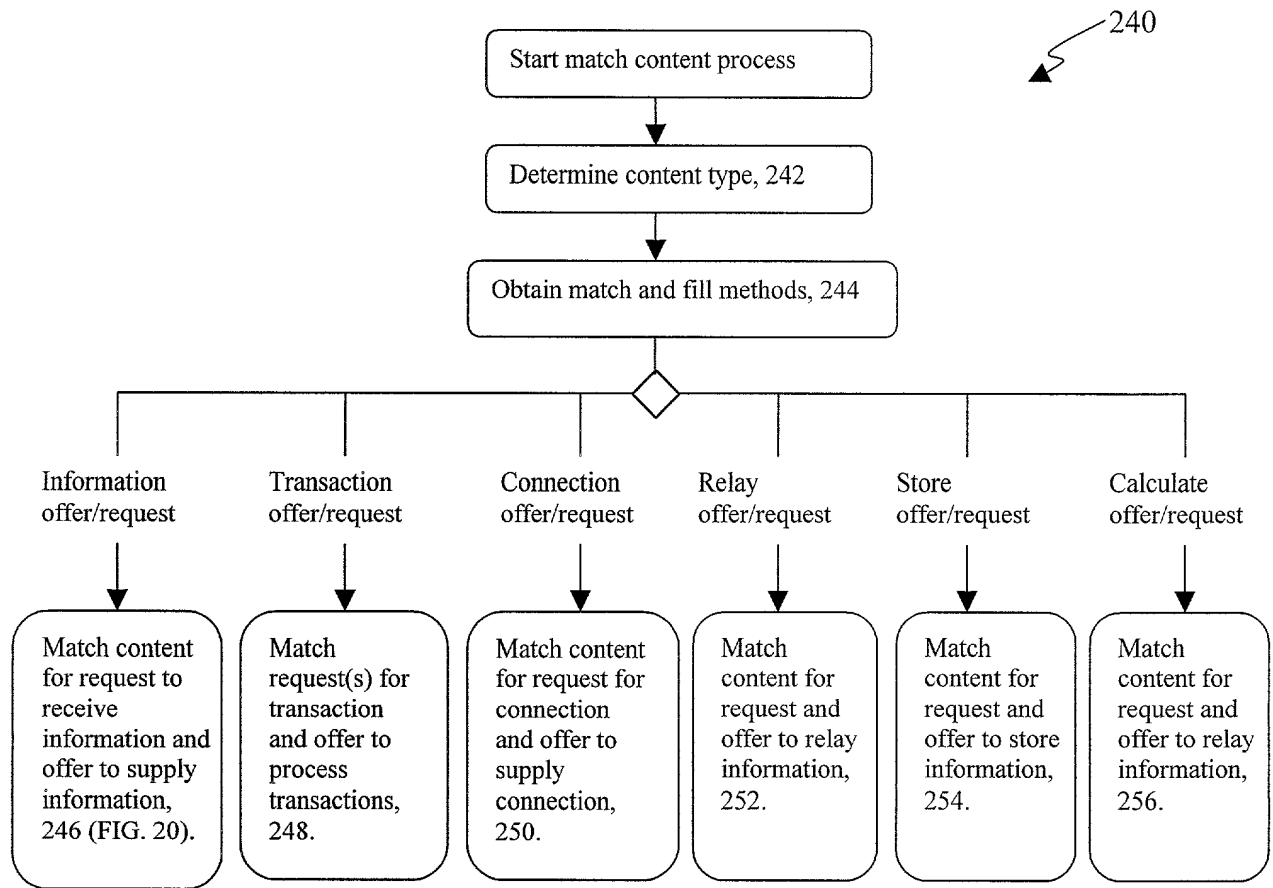 240
Start match content process
Determine content type, 242
Obtain match and fill methods, 244
Information
offer/request
Transaction
offer/request
Connection
offer/request
Relay
offer/request
Store
offer/request
Calculate
offer/request
Match content
for request to
receive
information and
offer to supply
information,
246 (FIG. 20).
Match
request(s) for
transaction
and offer to
process
transactions,
248.
Match content
for request for
connection
and offer to
supply
connection,
250.
Match
content for
request and
offer to relay
information,
252.
Match
content for
request and
offer to store
information,
254.
Match
content for
request and
offer to relay
information,
256.